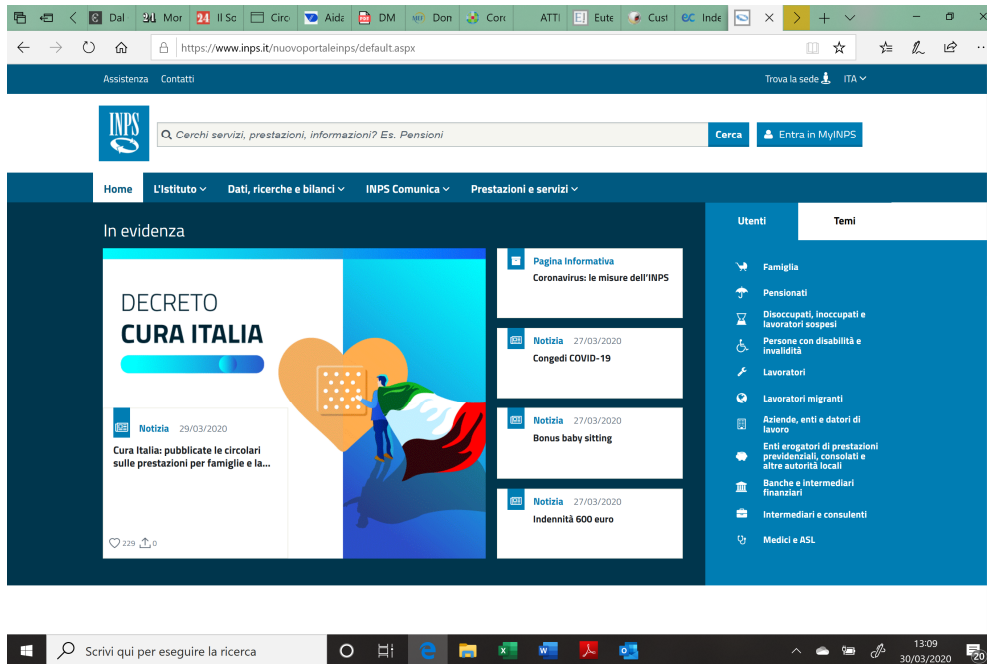 Dal
Mor
Il Sc
Circ
Aida
DM
Don
Core
ATTI
Eute
Cust
Inde
https://www.inps.it/nuovoportaleinps/default.aspx
Assistenza Contatti
Trova la sede ITA
INPS
Cerchi servizi, prestazioni, informazioni? Es. Pensioni
Cerca
Entra in MyINPS
Home L'Istituto Dati, ricerche e bilanci INPS Comunica Prestazioni e servizi
In evidenza
DECRETO
CURA ITALIA
Notizia 29/03/2020
Cura Italia: pubblicate le circolari
sulle prestazioni per famiglie e la...
229 0
Pagina Informativa
Coronavirus: le misure dell'INPS
Notizia 27/03/2020
Congedi COVID-19
Notizia 27/03/2020
Bonus baby sitting
Notizia 27/03/2020
Indennità 600 euro
Utenti Temi
Famiglia
Pensionati
Disoccupati, inoccupati e
lavoratori sospesi
Persone con disabilità e
invalidità
Lavoratori
Lavoratori migranti
Aziende, enti e datori di
lavoro
Enti erogatori di prestazioni
previdenziali, consolati e
altre autorità locali
Banche e intermediari
finanziari
Intermediari e consulenti
Medici e ASL
Scrivi qui per eseguire la ricerca
13:09
30/03/2020
20